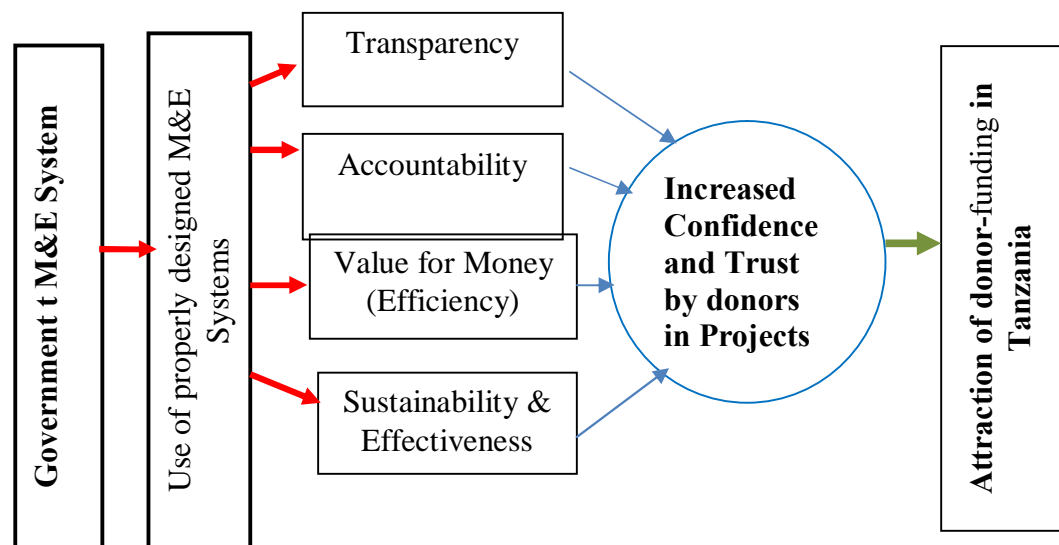 Government t M&E System
Use of properly designed M&E
Systems
Transparency
Accountability
Value for Money
(Efficiency)
Sustainability &
Effectiveness
Increased
Confidence
and Trust
by donors
in Projects
Attraction of donor-funding in
Tanzania